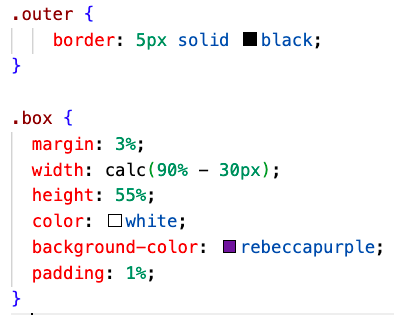 .outer {
border: 5px solid black;
}
.box {
margin: 3%;
width: calc(90% - 30px);
height: 55%;
color: white;
background-color: rebeccapurple;
padding: 1%;
}